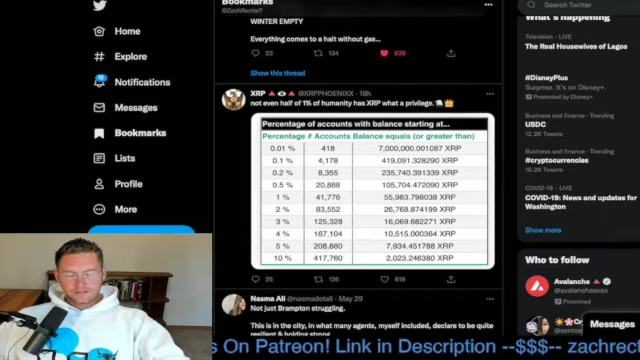 Bookmarks
@ZachRector7
Home
Explore
Notifications
Messages
Bookmarks
Lists
Profile
More
WINTER EMPTY
Everything comes to a halt without gas...
23
134
636
Show this thread
XRP @XRPPHOENIXX · 18h
not even half of 1% of humanity has XRP what a privilege.
Percentage of accounts with balance starting at...
Percentage # Accounts Balance equals (or greater than)
0.01 % 418 7,000,000.001087 XRP
0.1 % 4,178 419,091.328290 XRP
0.2 % 8,355 235,740.391339 XRP
0.5 % 20,888 105,704.472090 XRP
1 % 41,776 55,983.798038 XRP
2 % 83,552 26,768.874199 XRP
3 % 125,328 16,069.682271 XRP
4 % 167,104 10,515.000364 XRP
5 % 208,880 7,934.451788 XRP
10 % 417,760 2,023.246380 XRP
25
136
618
Nasma Ali @nasmadotali · May 29
Not just Brampton struggling.
This is in the city, in what many agents, myself included, declare to be quite
resilient & holding strong
Search Twitter
What's happening
Television · LIVE
The Real Housewives of Lagos
#DisneyPlus
Surprise. It's on Disney+.
Promoted by Disney+
Business and finance · Trending
USDC
12.2K Tweets
Business and finance · Trending
#cryptocurrencies
COVID-19 · LIVE
COVID-19: News and updates for
Washington
Show more
Who to follow
Avalanche
@avalancheavax
Promoted
Cry
@sentos
Messages
s On Patreon! Link in Description --$$$-- zachrect